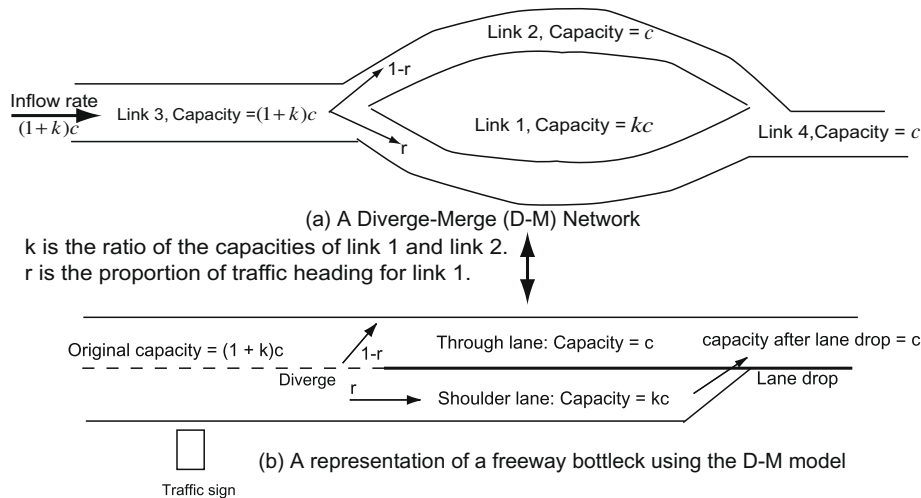 Link 2, Capacity = c
1-r
Inflow rate
(1+k)c
Link 3, Capacity =(1+k)c
Link 1, Capacity = kc
Link 4,Capacity = c
r
(a) A Diverge-Merge (D-M) Network
k is the ratio of the capacities of link 1 and link 2.
r is the proportion of traffic heading for link 1.
Original capacity = (1 + k)c
1-r
Through lane: Capacity = c
capacity after lane drop = c
Diverge
Lane drop
r
Shoulder lane: Capacity = kc
(b) A representation of a freeway bottleck using the D-M model
Traffic sign